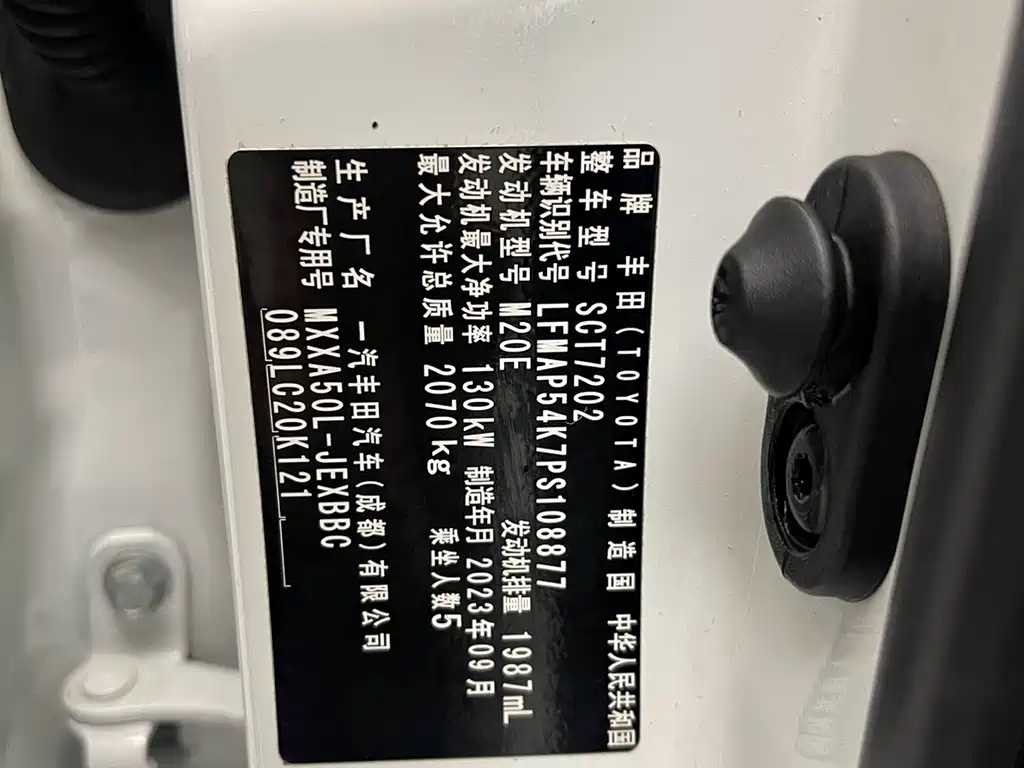 品牌 丰田(TOYOTA) 制造国 中华人民共和国
整车型号 SCT7202
车辆识别代号 LFMAP54K7PS108877
发动机型号 M20E 发动机排量 1987mL
发动机最大净功率 130kW 制造年月 2023年09月
最大允许总质量 2070kg 乘坐人数5
生产厂名 一汽丰田汽车(成都)有限公司
制造厂专用号 MXXA50L-JEXBBC
089 LC20K121